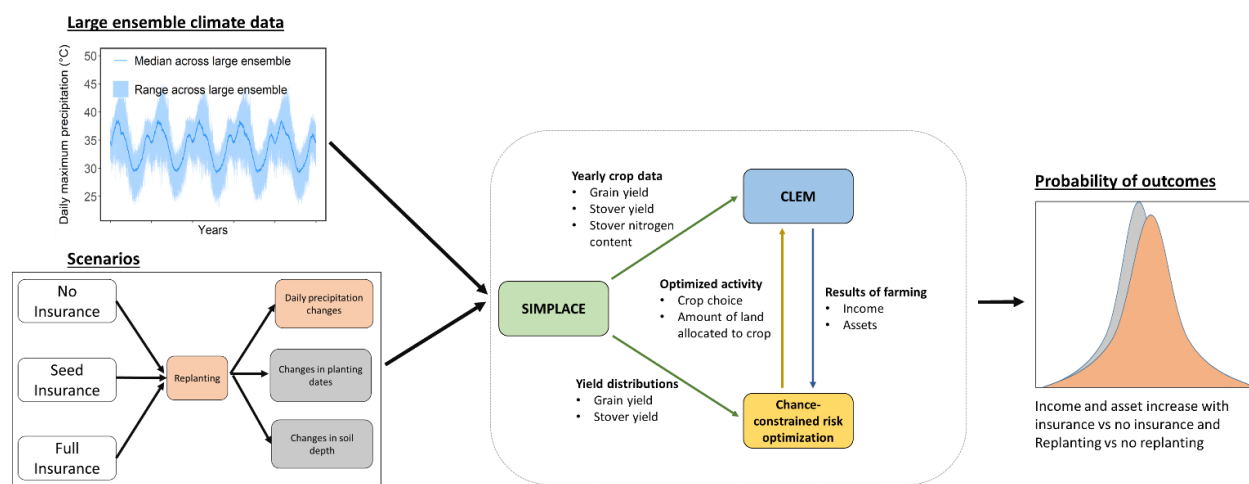 Large ensemble climate data
Daily maximum precipitation (°C)
50
45
40
35
30
25
Median across large ensemble
Range across large ensemble
Years
Scenarios
No
Insurance
Seed
Insurance
Full
Insurance
Replanting
Daily precipitation
changes
Changes in planting
dates
Changes in soil
depth
SIMPLACE
Yearly crop data
• Grain yield
• Stover yield
• Stover nitrogen
content
CLEM
Optimized activity
• Crop choice
• Amount of land
allocated to crop
Results of farming
• Income
• Assets
Yield distributions
• Grain yield
• Stover yield
Chance-
constrained risk
optimization
Probability of outcomes
Income and asset increase with
insurance vs no insurance and
Replanting vs no replanting